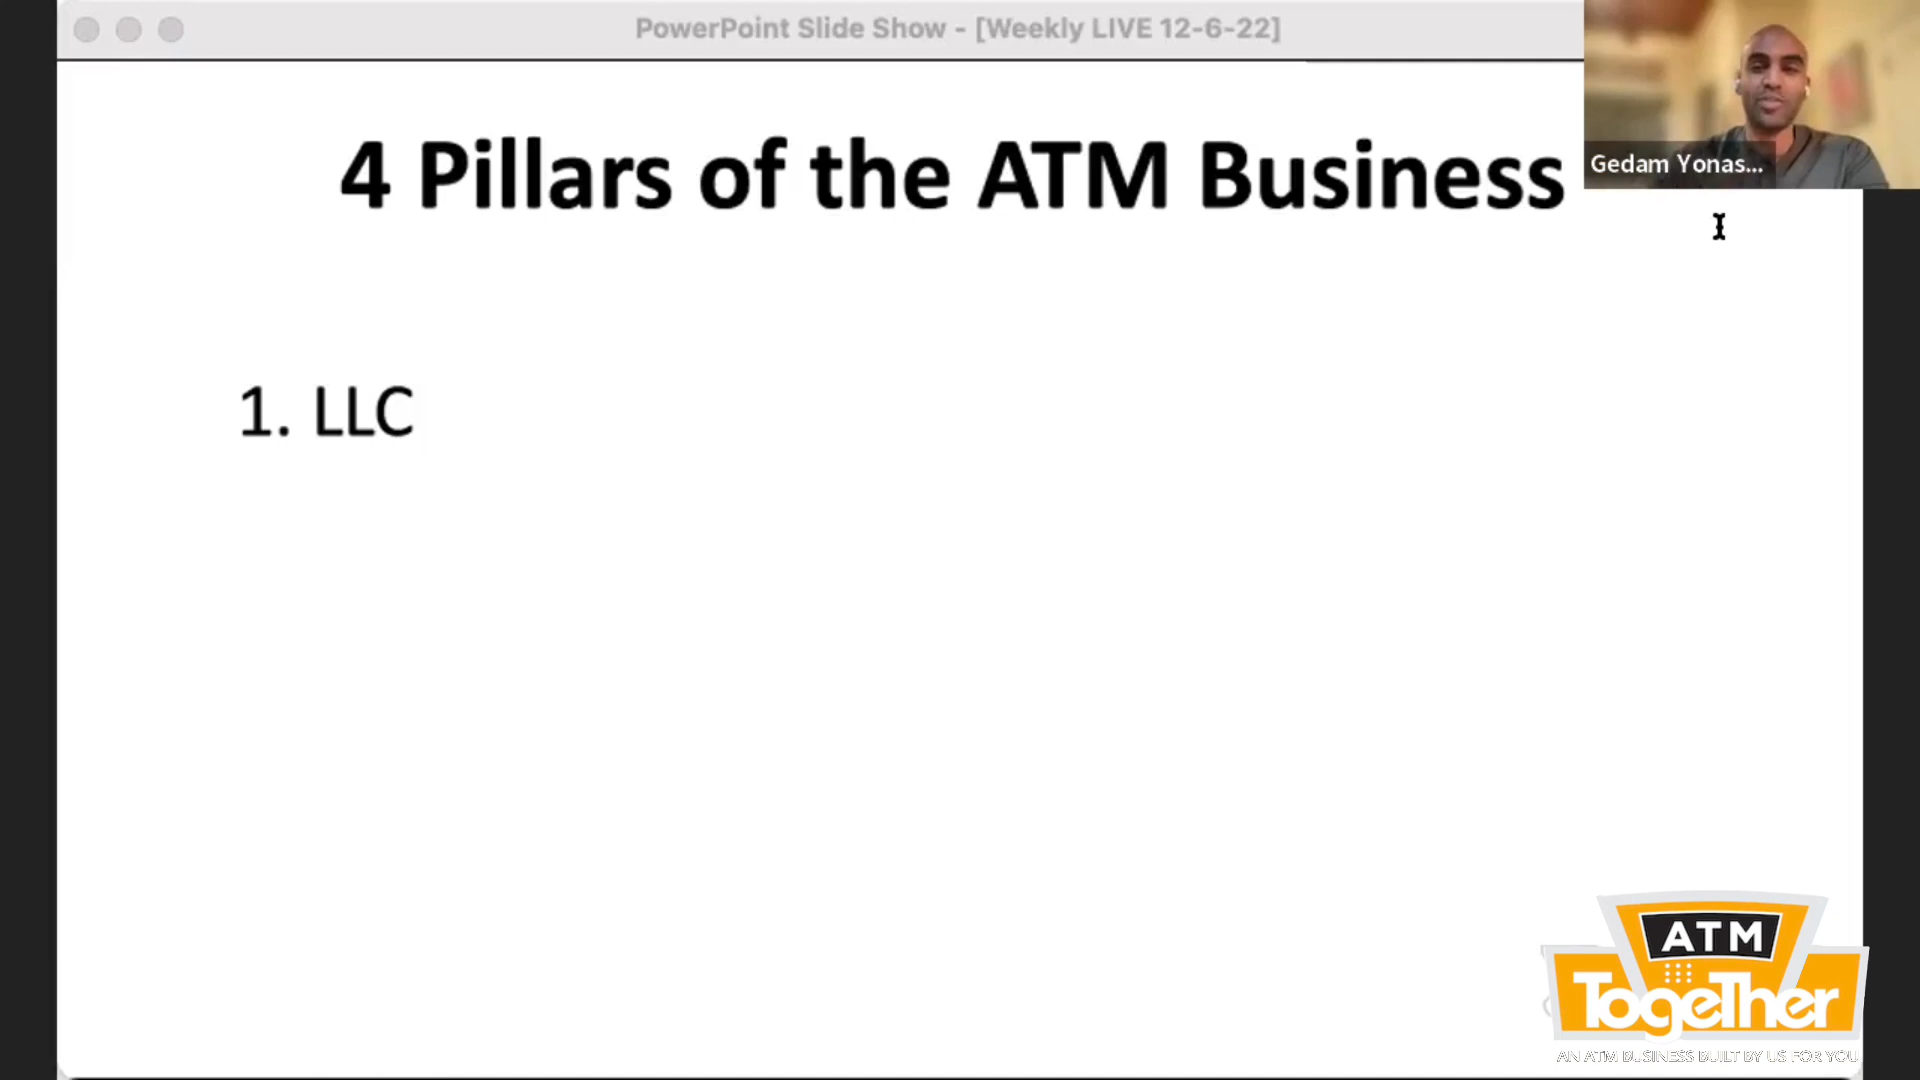 PowerPoint Slide Show - [Weekly LIVE 12-6-22]
Gedam Yonas...
4 Pillars of the ATM Business
1. LLC
ATM
Together
AN ATM BUSINESS BUILT BY US FOR YOU